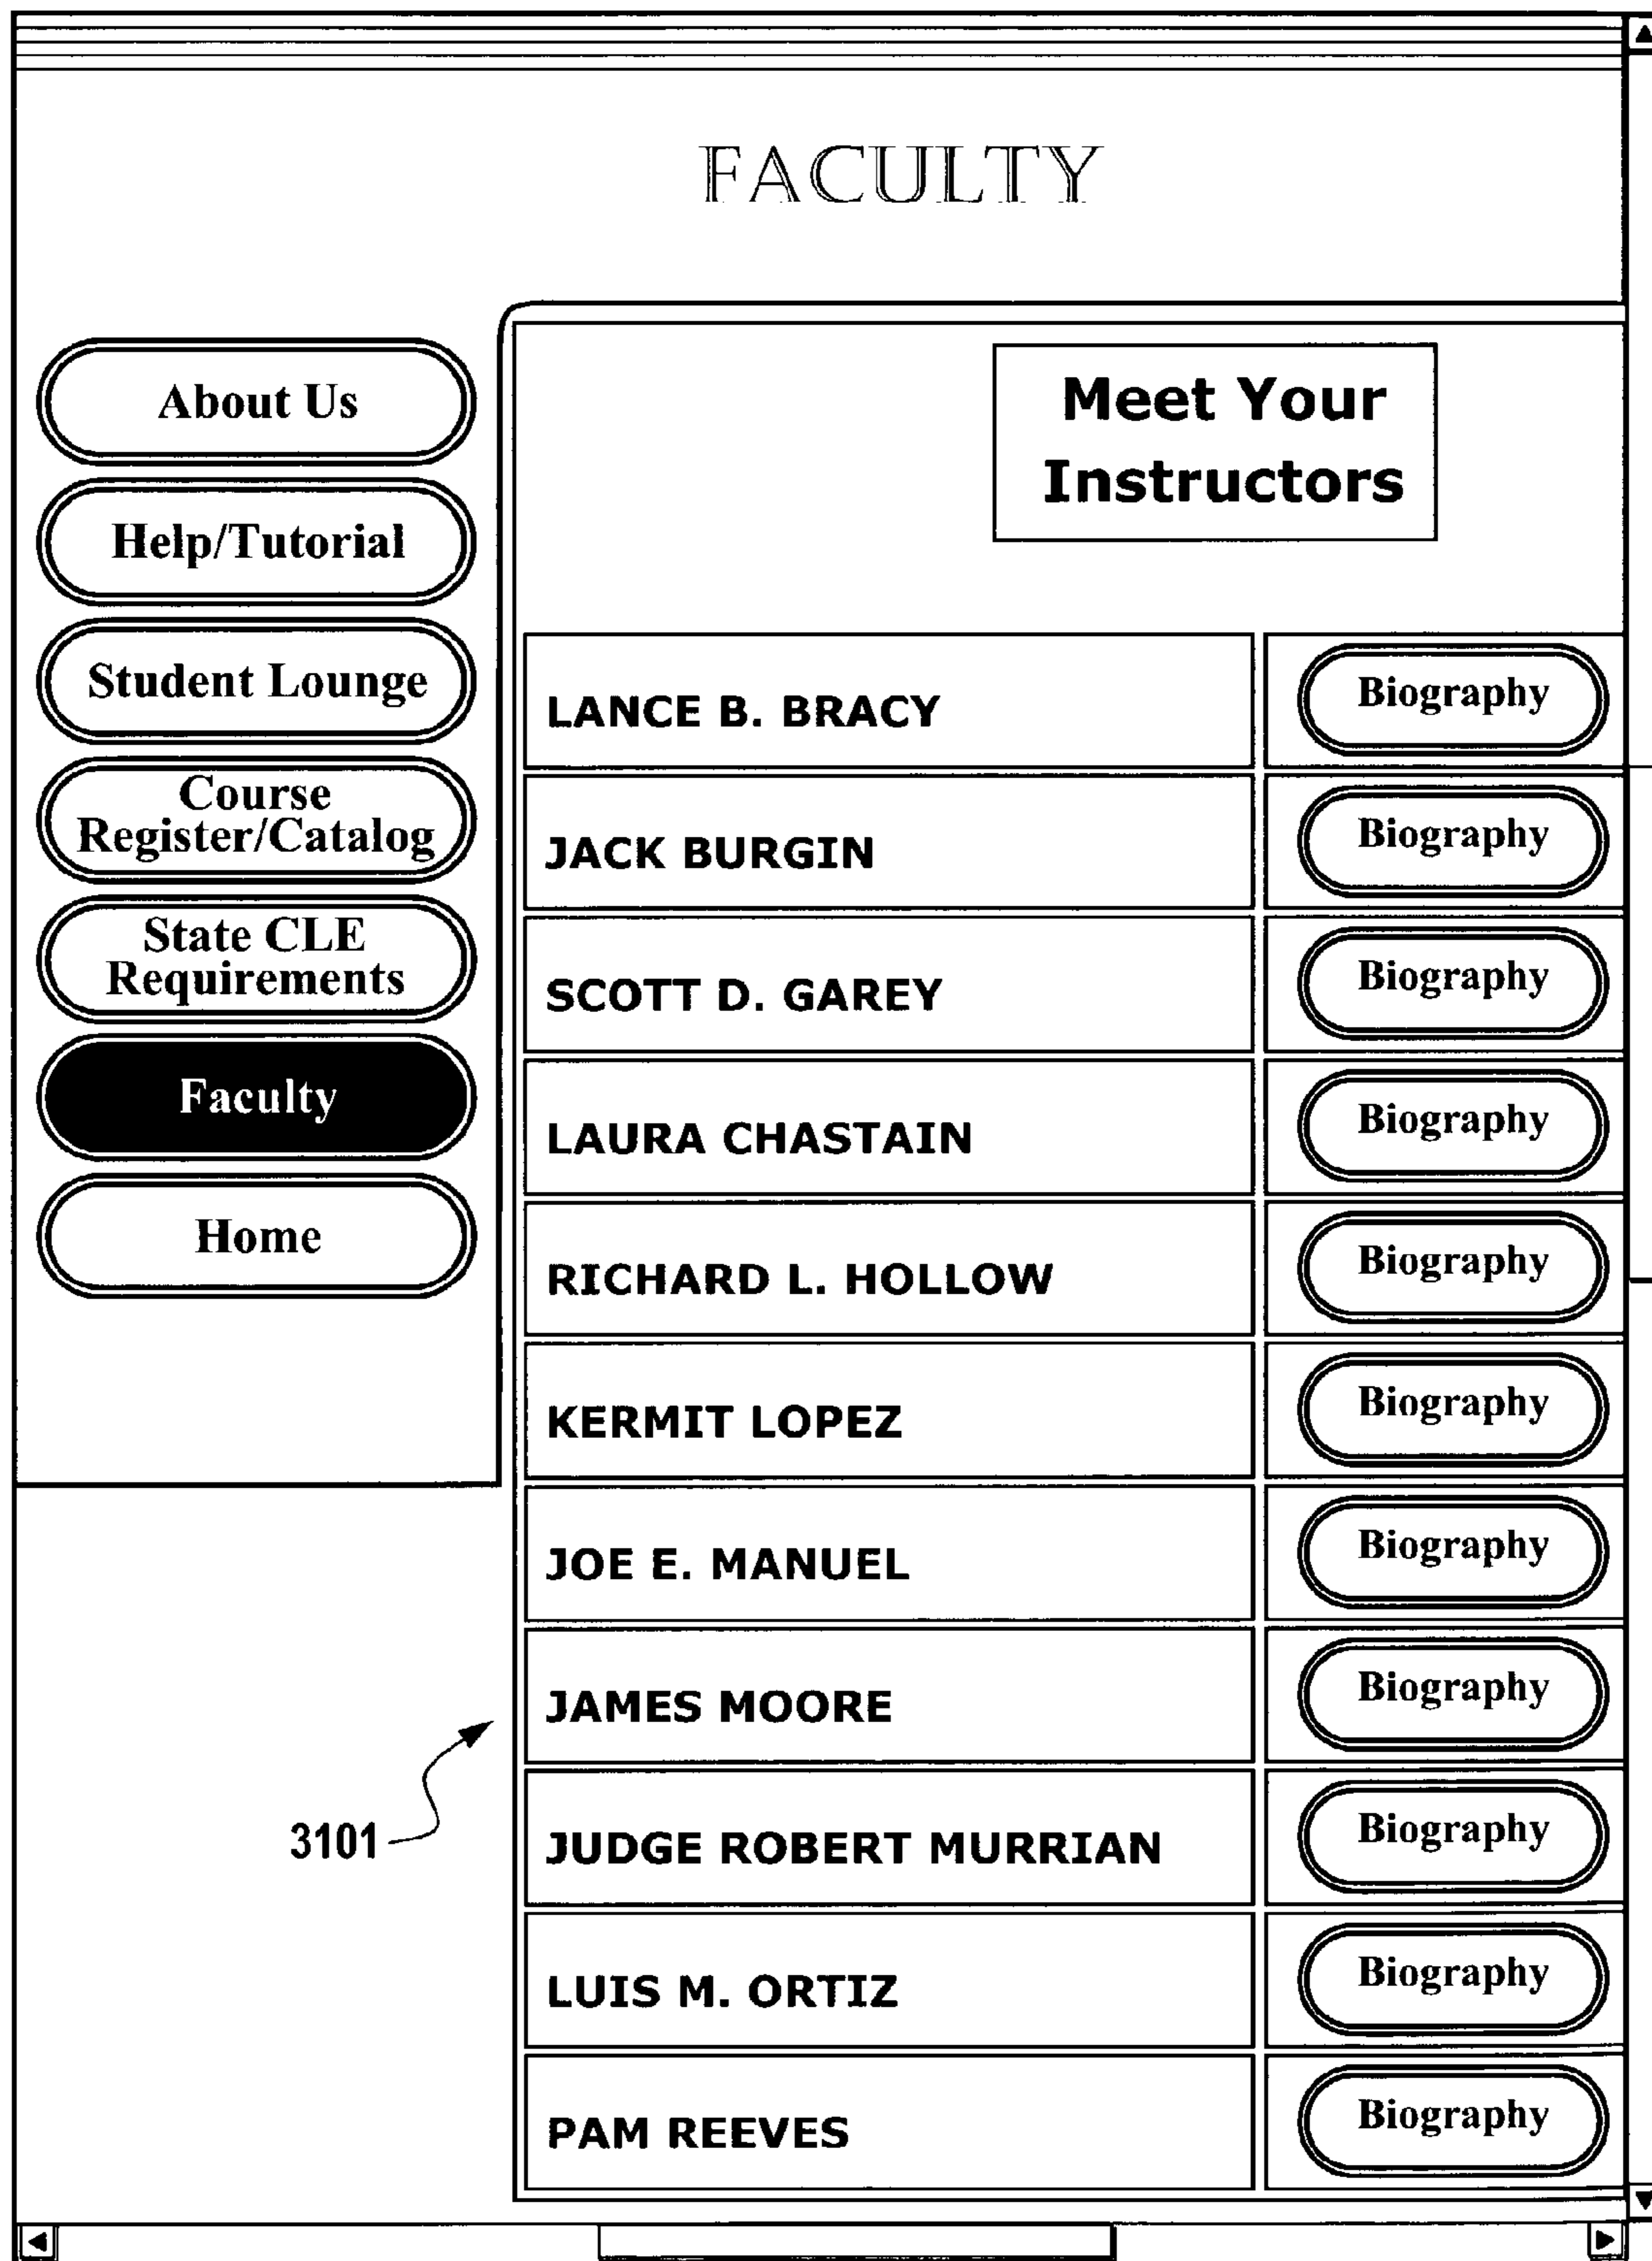 FACULTY
About Us
Help/Tutorial
Student Lounge
Course
Register/Catalog
State CLE
Requirements
Faculty
Home
Meet Your
Instructors
LANCE B. BRACY
Biography
JACK BURGIN
Biography
SCOTT D. GAREY
Biography
LAURA CHASTAIN
Biography
RICHARD L. HOLLOW
Biography
KERMIT LOPEZ
Biography
JOE E. MANUEL
Biography
JAMES MOORE
Biography
JUDGE ROBERT MURRIAN
Biography
LUIS M. ORTIZ
Biography
PAM REEVES
Biography
3101